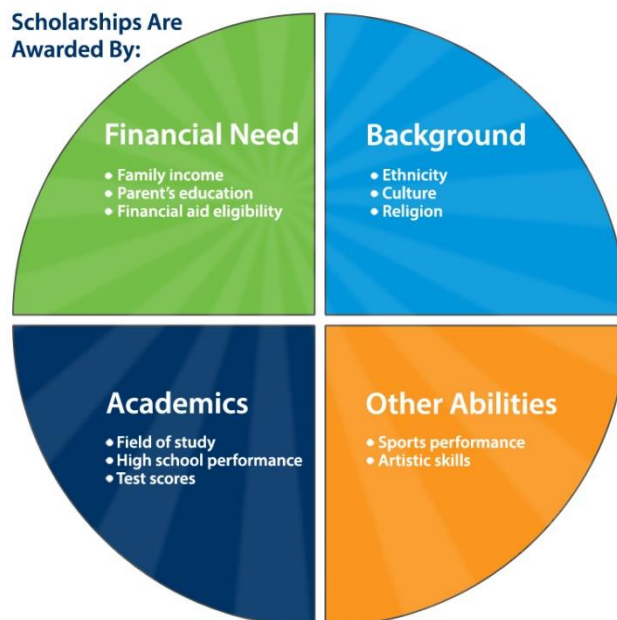 Scholarships Are
Awarded By:
Financial Need
• Family income
• Parent's education
• Financial aid eligibility
Background
• Ethnicity
• Culture
• Religion
Academics
• Field of study
• High school performance
• Test scores
Other Abilities
• Sports performance
• Artistic skills